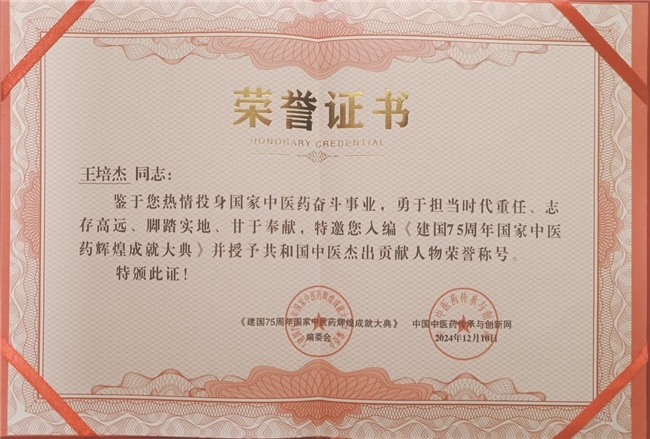 荣誉证书
HONORARY CREDENTIAL
王培杰 同志：
鉴于您热情投身国家中医药奋斗事业，勇于担当时代重任、志
存高远、脚踏实地、甘于奉献，特邀您入编《建国75周年国家中医
药辉煌成就大典》并授予共和国中医杰出贡献人物荣誉称号。
特颁此证！
《建国75周年国家中医药辉煌成就大典》
编委会
中国中医药传承与创新网
2024年12月10日